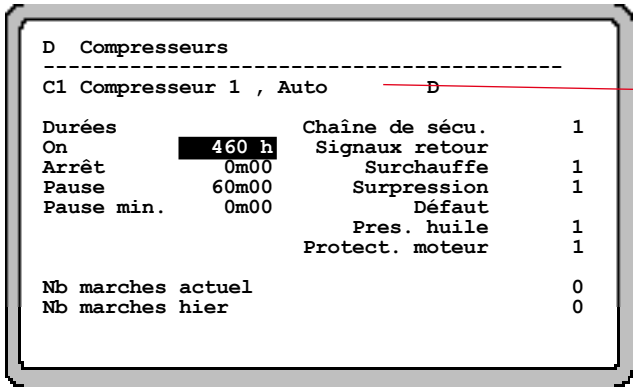 D Compresseurs
------------------------------------------
C1 Compresseur 1 , Auto D
Durées Chaîne de sécu. 1
On 460 h Signaux retour
Arrêt 0m00 Surchauffe 1
Pause 60m00 Surpression 1
Pause min. 0m00 Défaut
Pres. huile 1
Protect. moteur 1
Nb marches actuel 0
Nb marches hier 0